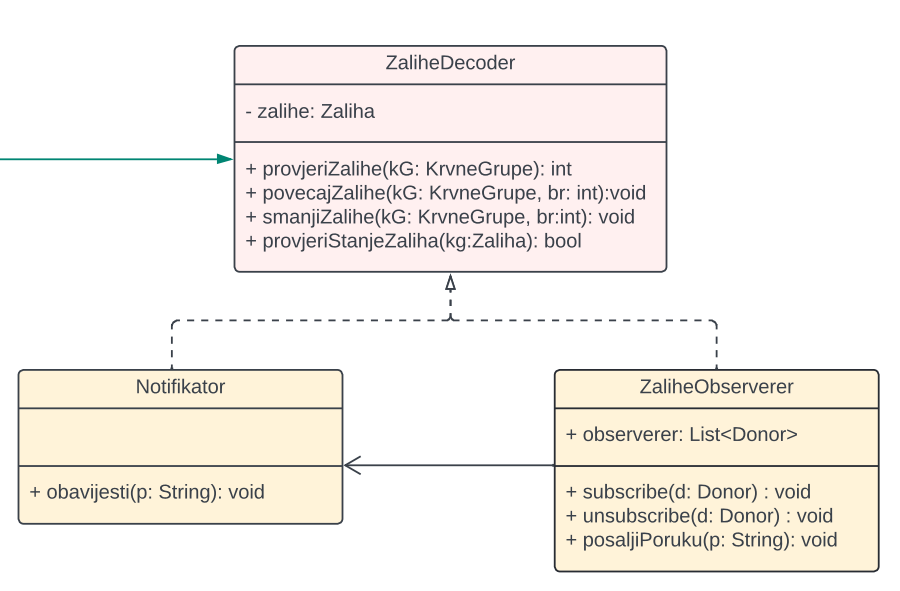 ZaliheDecoder
- zalihe: Zaliha
+ provjeriZalihe(kG: KrvneGrupe): int
+ povecajZalihe(kG: KrvneGrupe, br: int):void
+ smanjiZalihe(kG: KrvneGrupe, br:int): void
+ provjeriStanjeZaliha(kg:Zaliha): bool
Notifikator
+ obavijesti(p: String): void
ZaliheObserverer
+ observerer: List<Donor>
+ subscribe(d: Donor) : void
+ unsubscribe(d: Donor) : void
+ posaljiPoruku(p: String): void